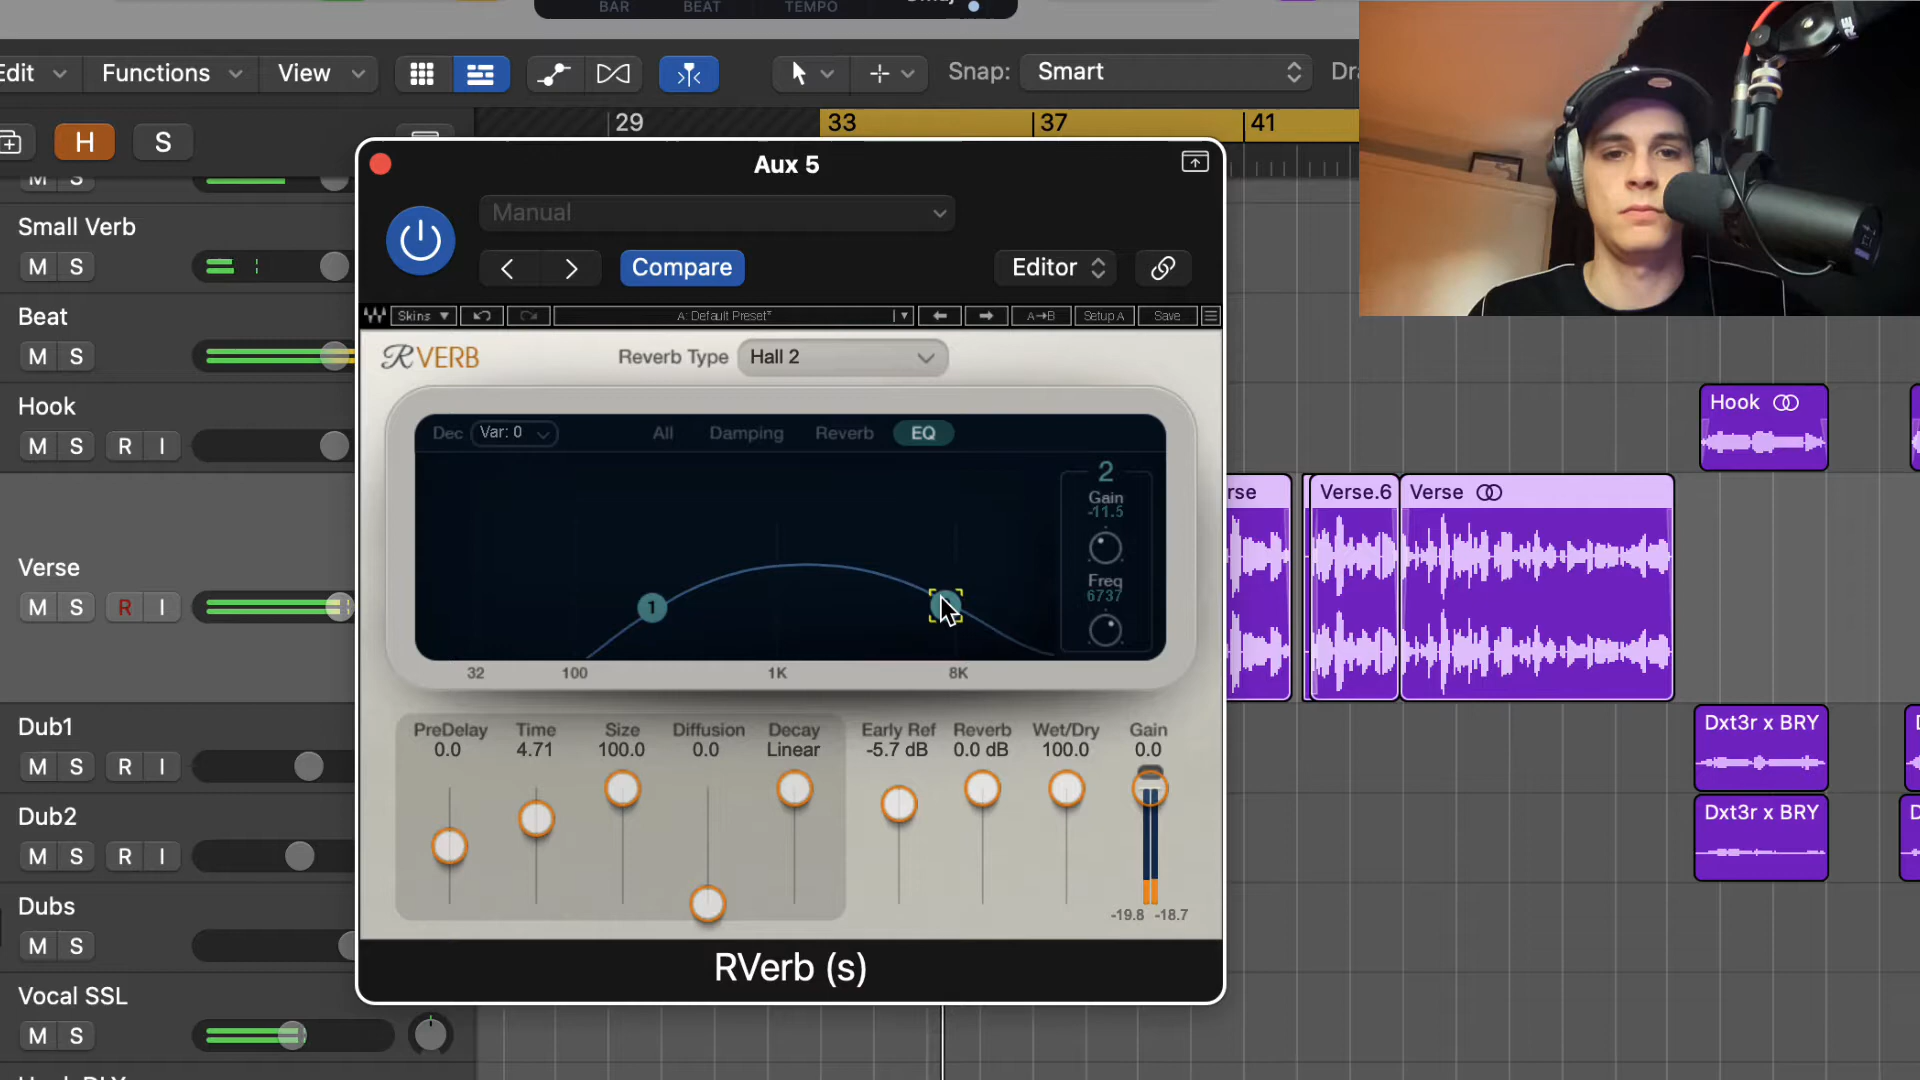 BAR BEAT TEMPO
Edit Functions View Snap: Smart
29 33 37 41
H S
M S
Small Verb
M S
Beat
M S
Hook
M S R I
Verse
M S R I
Dub1
M S R I
Dub2
M S R I
Dubs
M S
Vocal SSL
M S
Aux 5
Manual
Compare Editor
Skins A: Default Preset* A→B Setup A Save
RVERB Reverb Type Hall 2
Dec Var: 0 All Damping Reverb EQ
2
Gain
-11.5
Freq
6737
1
32 100 1K 8K
PreDelay Time Size Diffusion Decay Early Ref Reverb Wet/Dry Gain
0.0 4.71 100.0 0.0 Linear -5.7 dB 0.0 dB 100.0 0.0
-19.8 -18.7
RVerb (s)
Hook
rse Verse.6 Verse
Dxt3r x BRY
Dxt3r x BRY